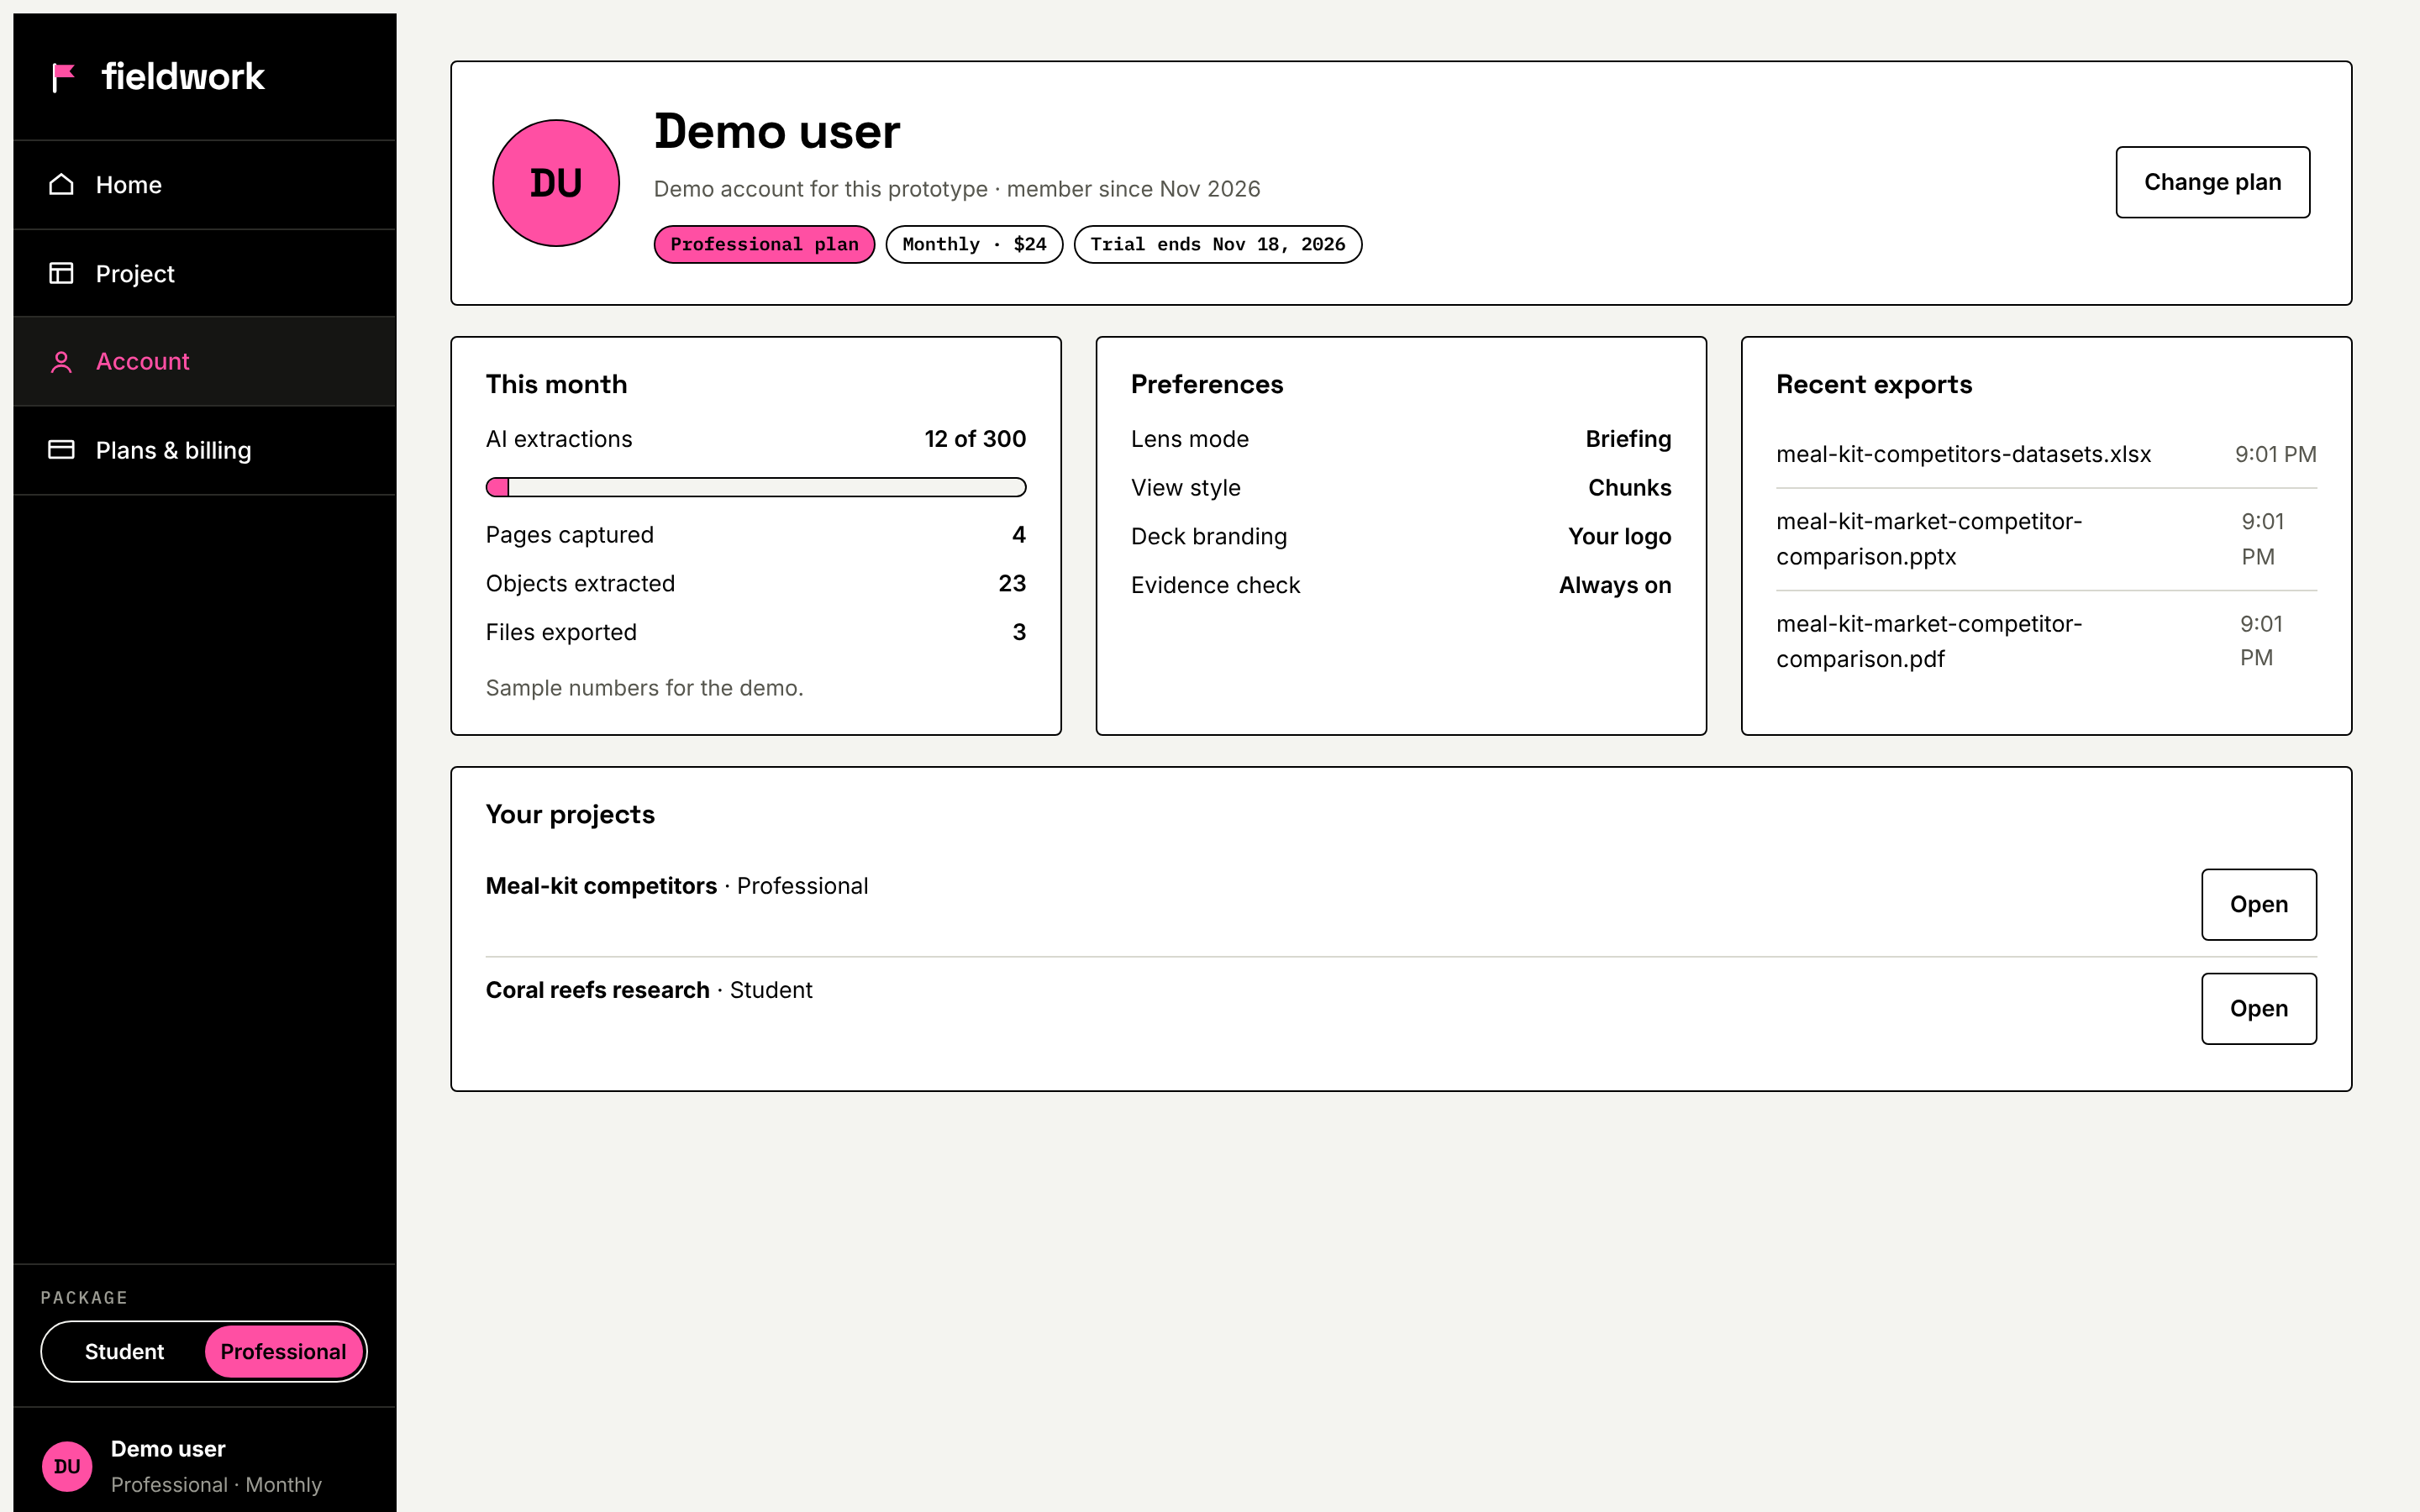 fieldwork
Home
Project
Account
Plans & billing
PACKAGE
Student Professional
DU
Demo user
Professional · Monthly
DU
Demo user
Demo account for this prototype · member since Nov 2026
Professional plan
Monthly · $24
Trial ends Nov 18, 2026
Change plan
This month
AI extractions 12 of 300
Pages captured 4
Objects extracted 23
Files exported 3
Sample numbers for the demo.
Preferences
Lens mode Briefing
View style Chunks
Deck branding Your logo
Evidence check Always on
Recent exports
meal-kit-competitors-datasets.xlsx 9:01 PM
meal-kit-market-competitor- 9:01
comparison.pptx PM
meal-kit-market-competitor- 9:01
comparison.pdf PM
Your projects
Meal-kit competitors · Professional
Open
Coral reefs research · Student
Open